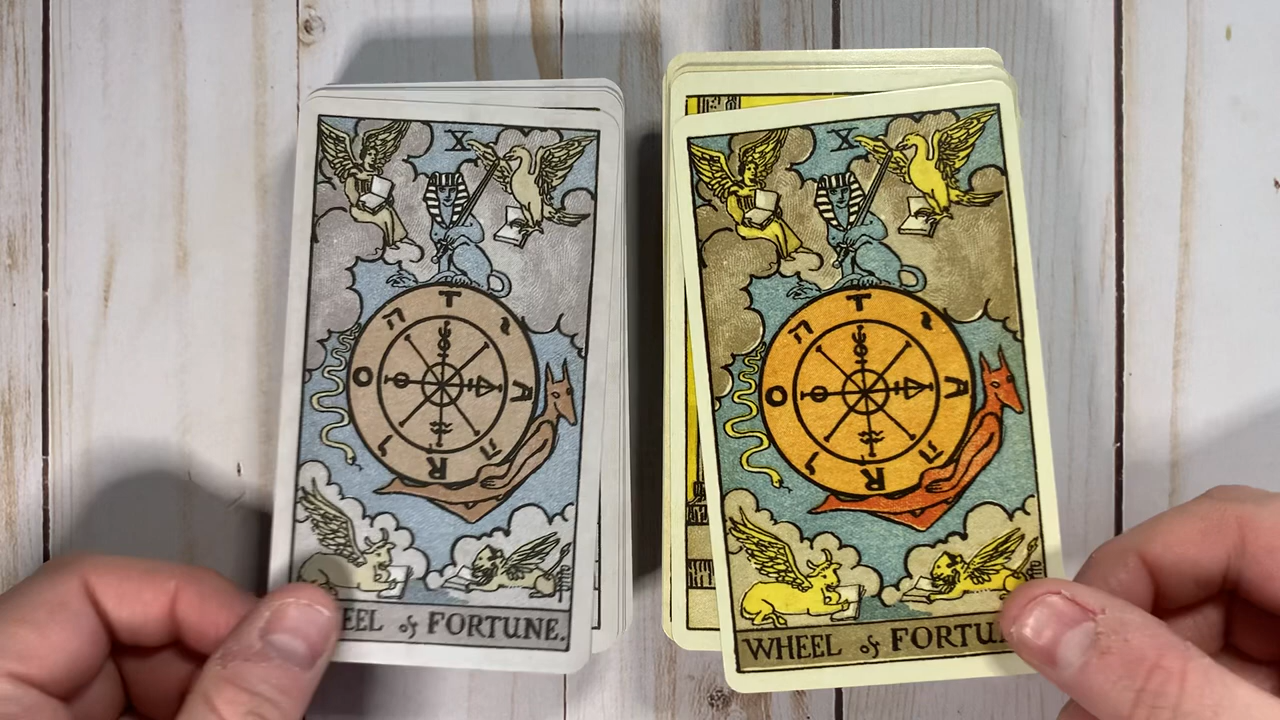 X
T
A
R
O
ה
ו
ה
י
EEL of FORTUNE.
X
T
A
R
O
ה
ו
ה
י
WHEEL of FORTU